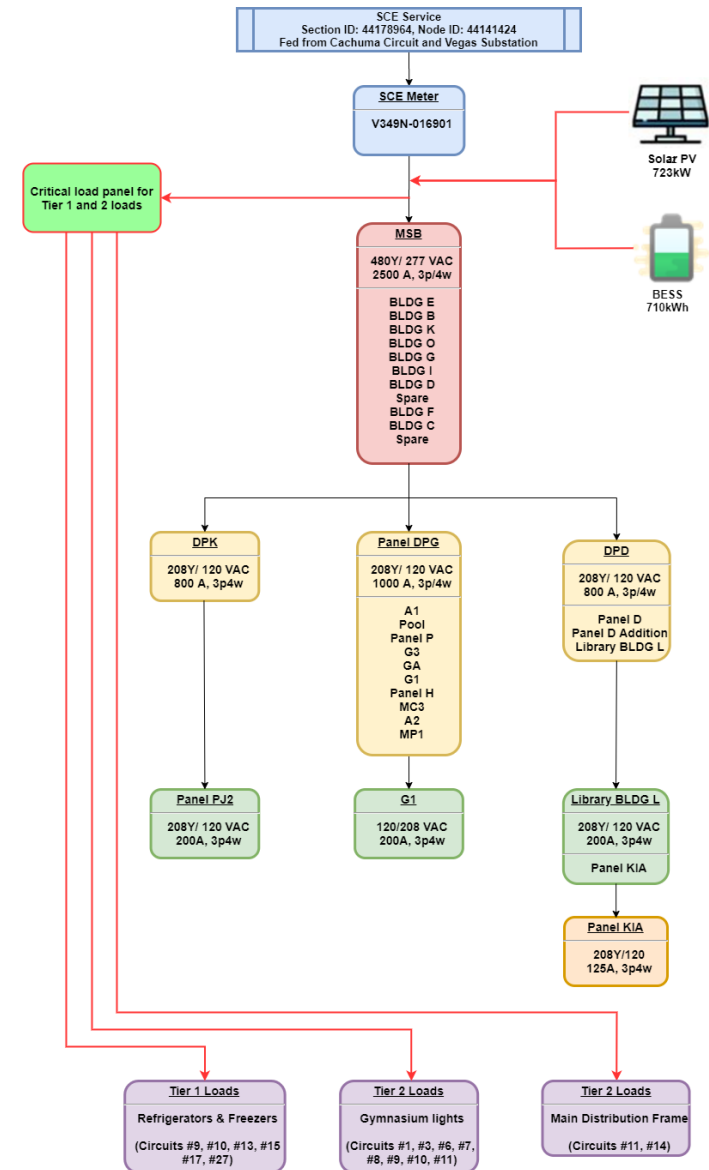 SCE Service
Section ID: 44178964, Node ID: 44141424
Fed from Cachuma Circuit and Vegas Substation
SCE Meter
V349N-016901
Solar PV
723kW
Critical load panel for
Tier 1 and 2 loads
BESS
710kWh
MSB
480Y/ 277 VAC
2500 A, 3p/4w
BLDG E
BLDG B
BLDG K
BLDG O
BLDG G
BLDG I
BLDG D
Spare
BLDG F
BLDG C
Spare
DPK
208Y/ 120 VAC
800 A, 3p4w
Panel DPG
208Y/ 120 VAC
1000 A, 3p/4w
A1
Pool
Panel P
G3
GA
G1
Panel H
MC3
A2
MP1
DPD
208Y/ 120 VAC
800 A, 3p/4w
Panel D
Panel D Addition
Library BLDG L
Panel PJ2
208Y/ 120 VAC
200A, 3p4w
G1
120/208 VAC
200A, 3p4w
Library BLDG L
208Y/ 120 VAC
200A, 3p4w
Panel KIA
Panel KIA
208Y/120
125A, 3p4w
Tier 1 Loads
Refrigerators & Freezers
(Circuits #9, #10, #13, #15
#17, #27)
Tier 2 Loads
Gymnasium lights
(Circuits #1, #3, #6, #7,
#8, #9, #10, #11)
Tier 2 Loads
Main Distribution Frame
(Circuits #11, #14)